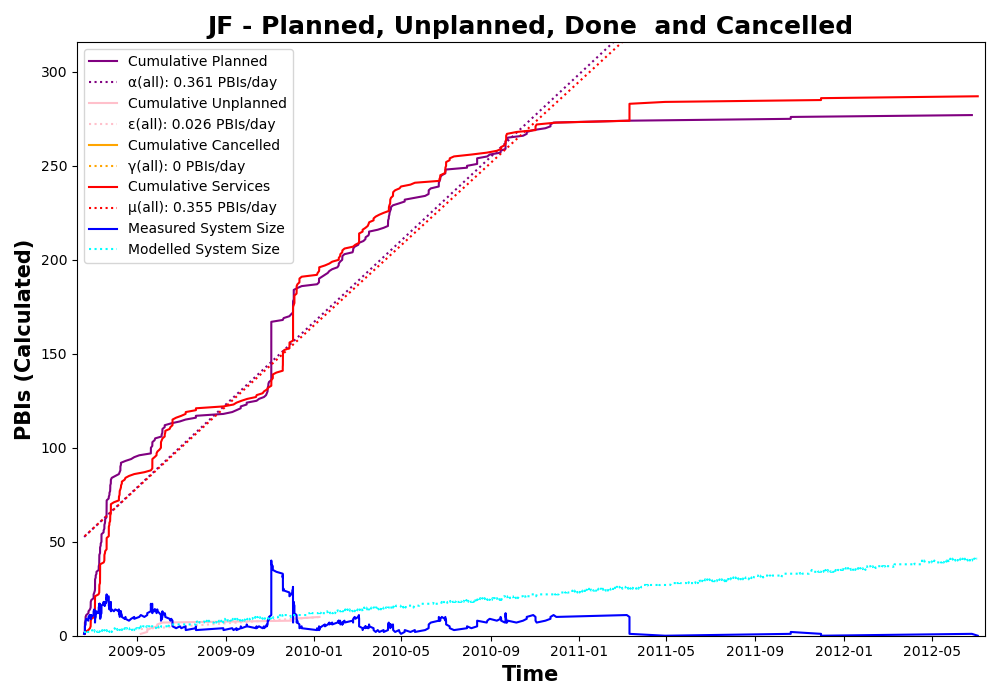 JF - Planned, Unplanned, Done  and Cancelled
Cumulative Planned
α(all): 0.361 PBIs/day
Cumulative Unplanned
ε(all): 0.026 PBIs/day
Cumulative Cancelled
γ(all): 0 PBIs/day
Cumulative Services
μ(all): 0.355 PBIs/day
Measured System Size
Modelled System Size
PBIs (Calculated)
300
250
200
150
100
50
0
2009-05 2009-09 2010-01 2010-05 2010-09 2011-01 2011-05 2011-09 2012-01 2012-05
Time